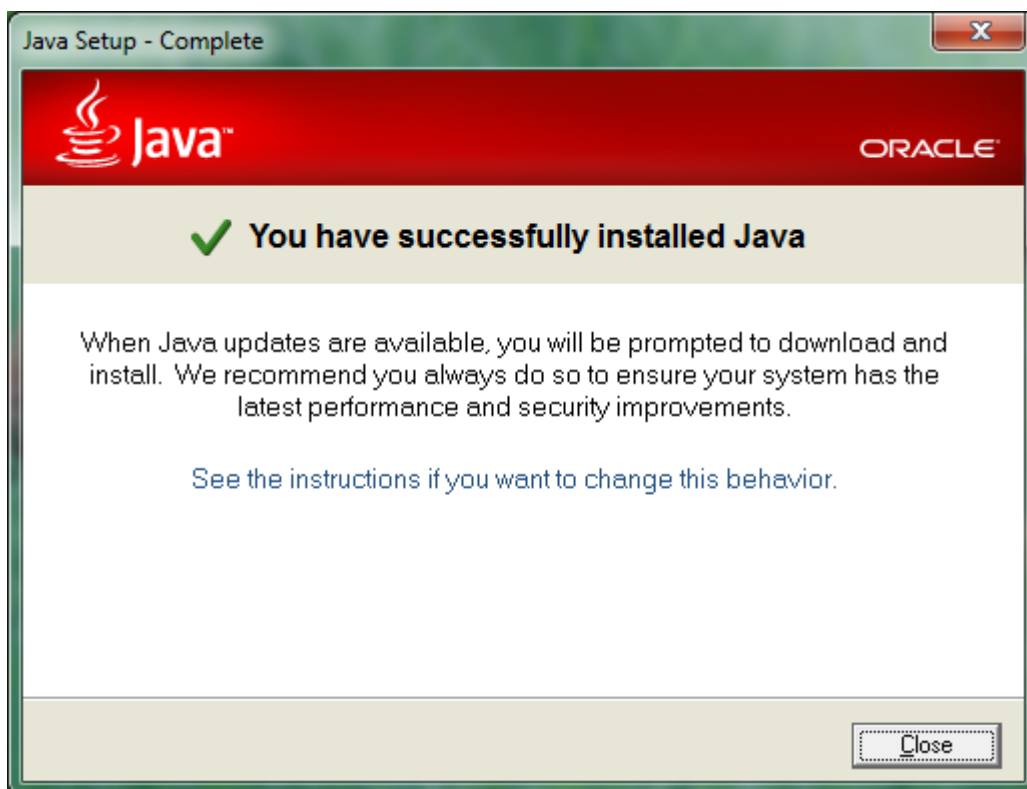 Java Setup - Complete
Java™
ORACLE®
You have successfully installed Java
When Java updates are available, you will be prompted to download and
install. We recommend you always do so to ensure your system has the
latest performance and security improvements.
See the instructions if you want to change this behavior.
Close